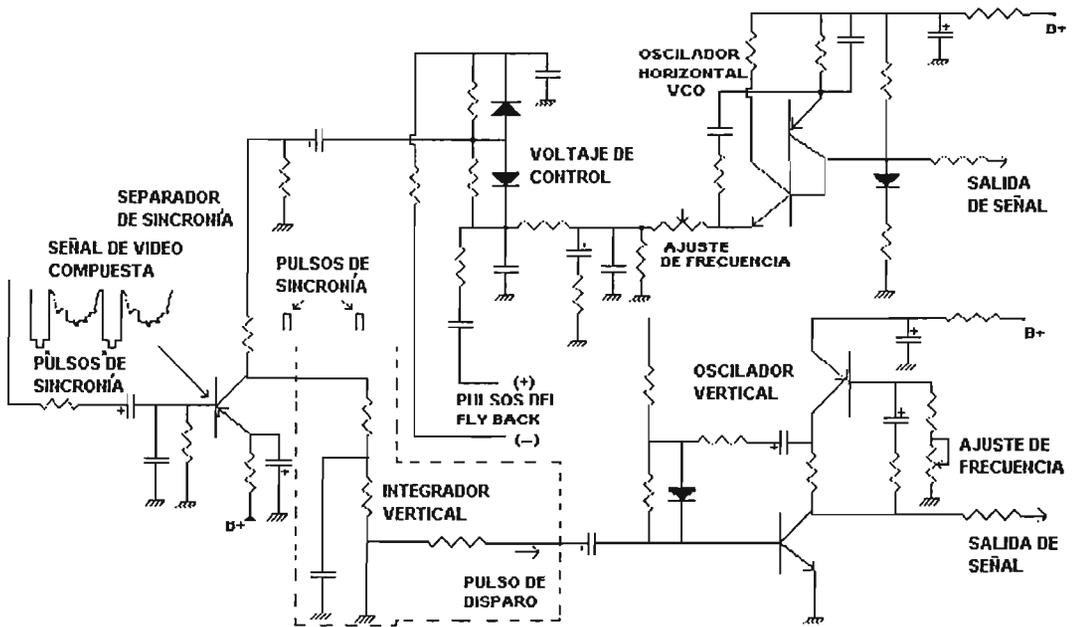 B+
OSCILADOR
HORIZONTAL
VCO
VOLTAJE DE
CONTROL
SALIDA
DE SEÑAL
SEPARADOR
DE SINCRONÍA
SEÑAL DE VIDEO
COMPUESTA
PULSOS DE
SINCRONÍA
AJUSTE
DE FRECUENCIA
PULSOS DE
SINCRONÍA
(+)
PULSOS DEL
FLY BACK
(−)
OSCILADOR
VERTICAL
B+
AJUSTE DE
FRECUENCIA
INTEGRADOR
VERTICAL
B+
PULSO DE
DISPARO
SALIDA DE
SEÑAL